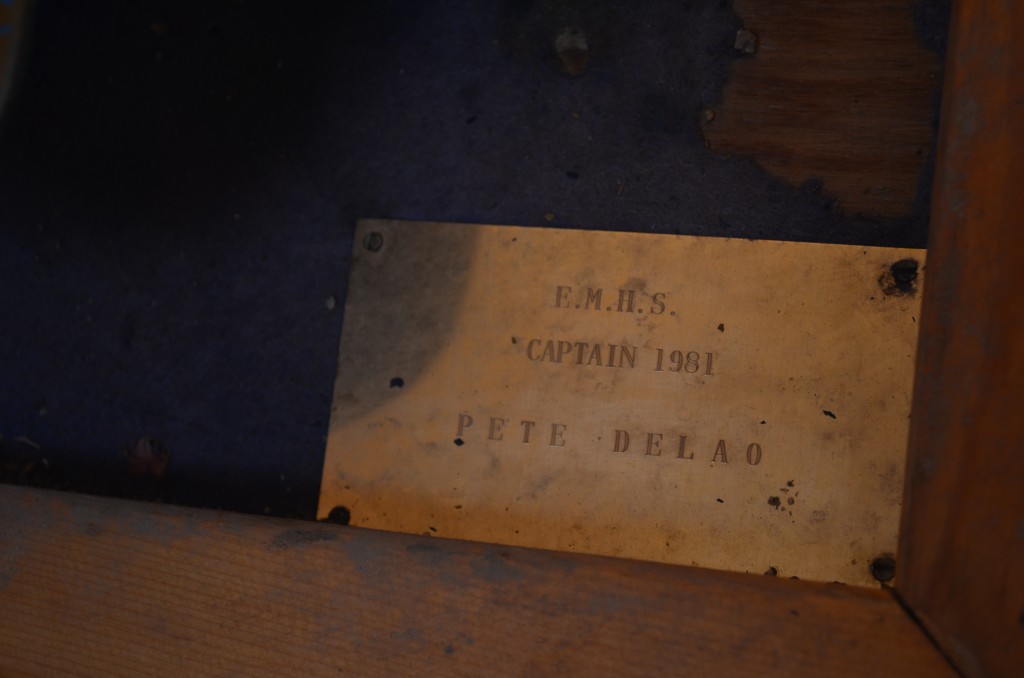 E.M.H.S.
CAPTAIN 1981
PETE DELAO